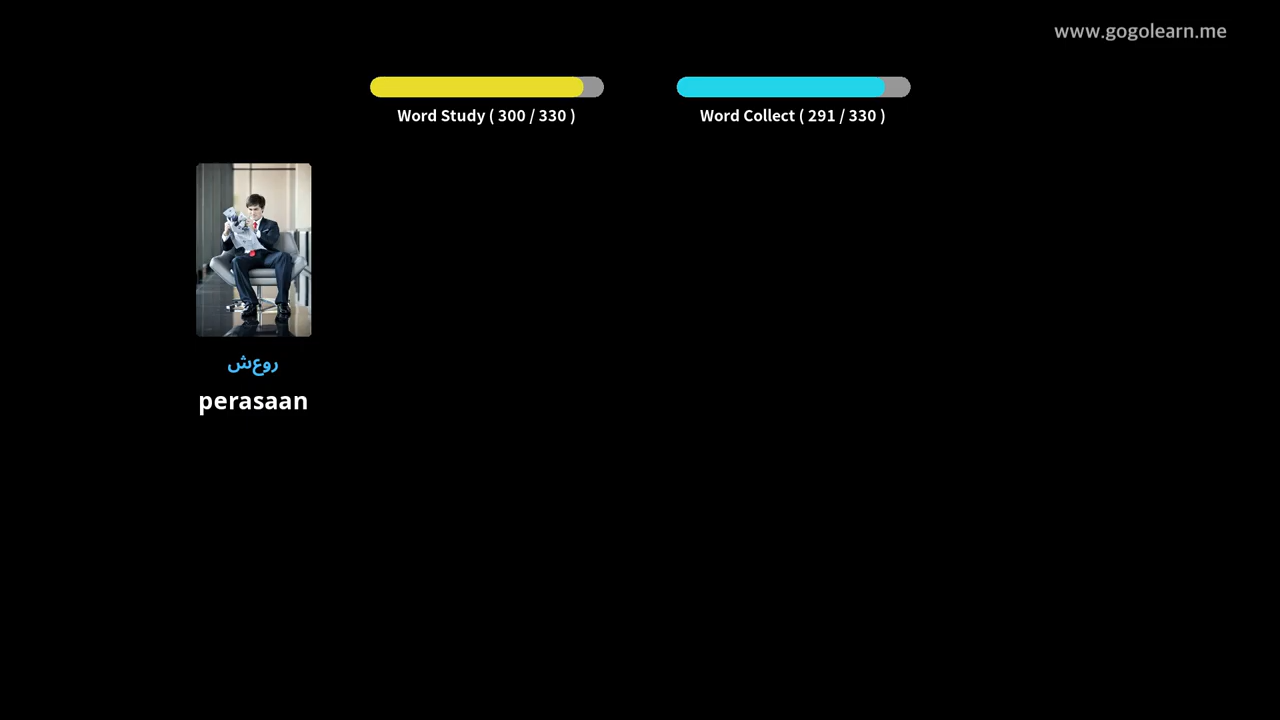 www.gogolearn.me
Word Study ( 300 / 330 )
Word Collect ( 291 / 330 )
روعش
perasaan